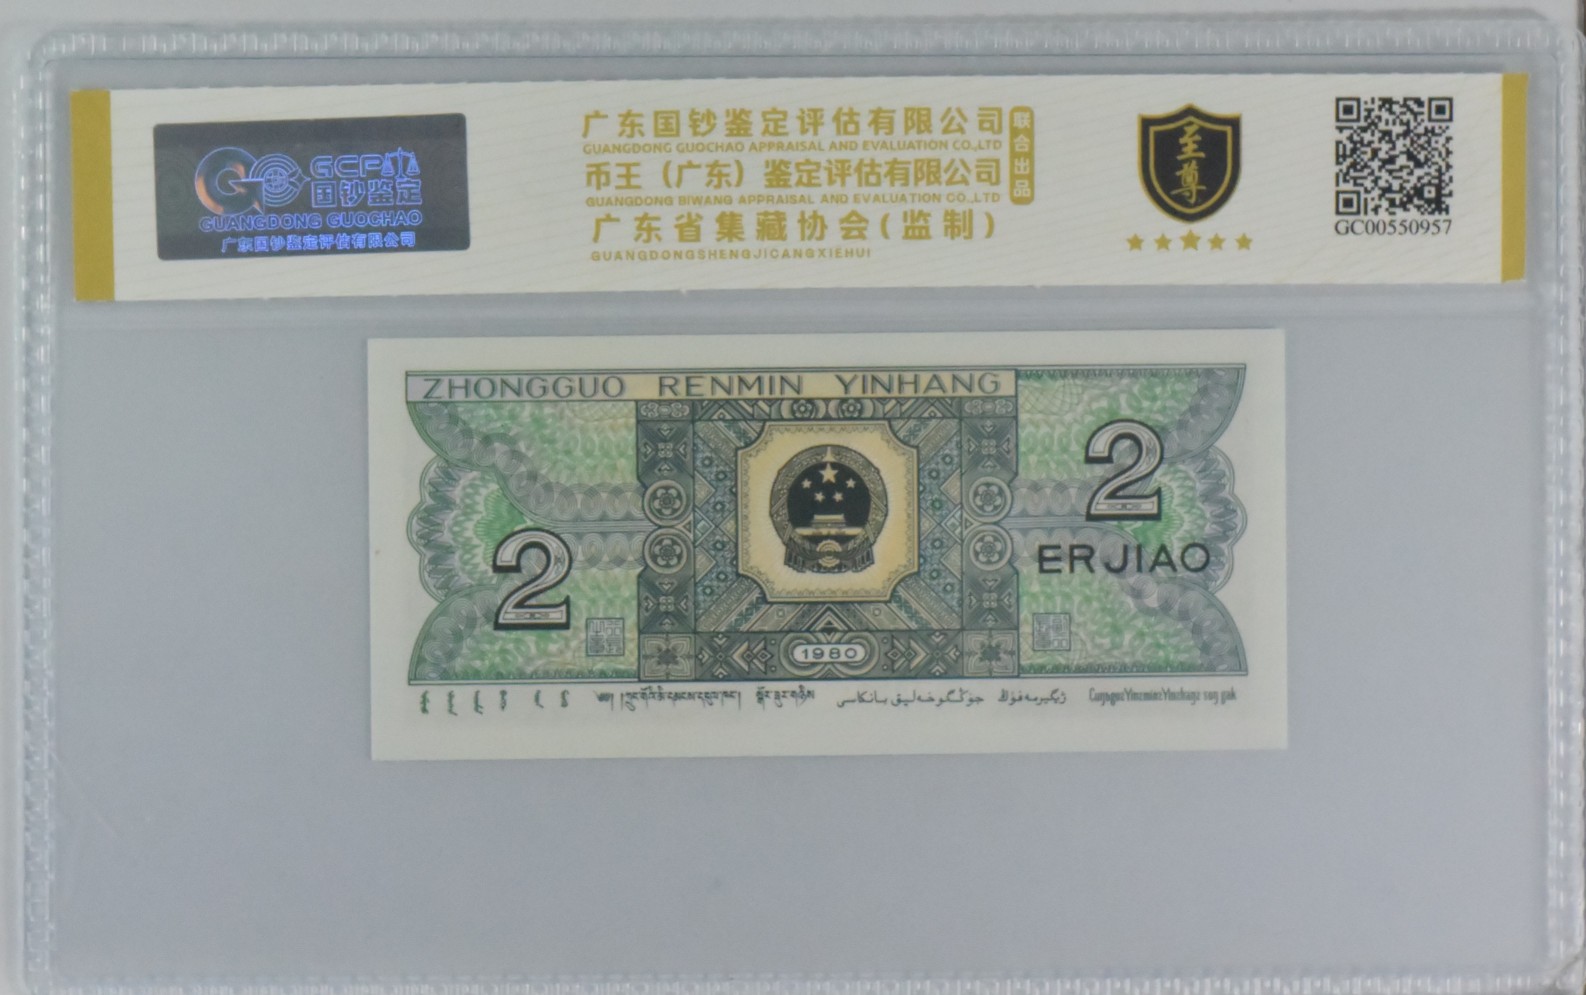 GCP
国钞鉴定
GUANGDONG GUOCHAO
广东国钞鉴定评估有限公司
广东国钞鉴定评估有限公司
GUANGDONG GUOCHAO APPRAISAL AND EVALUATION CO.,LTD
币王（广东）鉴定评估有限公司
GUANGDONG BIWANG APPRAISAL AND EVALUATION CO.,LTD
广东省集藏协会(监制)
GUANGDONGSHENGJICANGXIEHUI
联合出品
至尊
GC00550957
ZHONGGUO RENMIN YINHANG
2
ERJIAO
2
1980